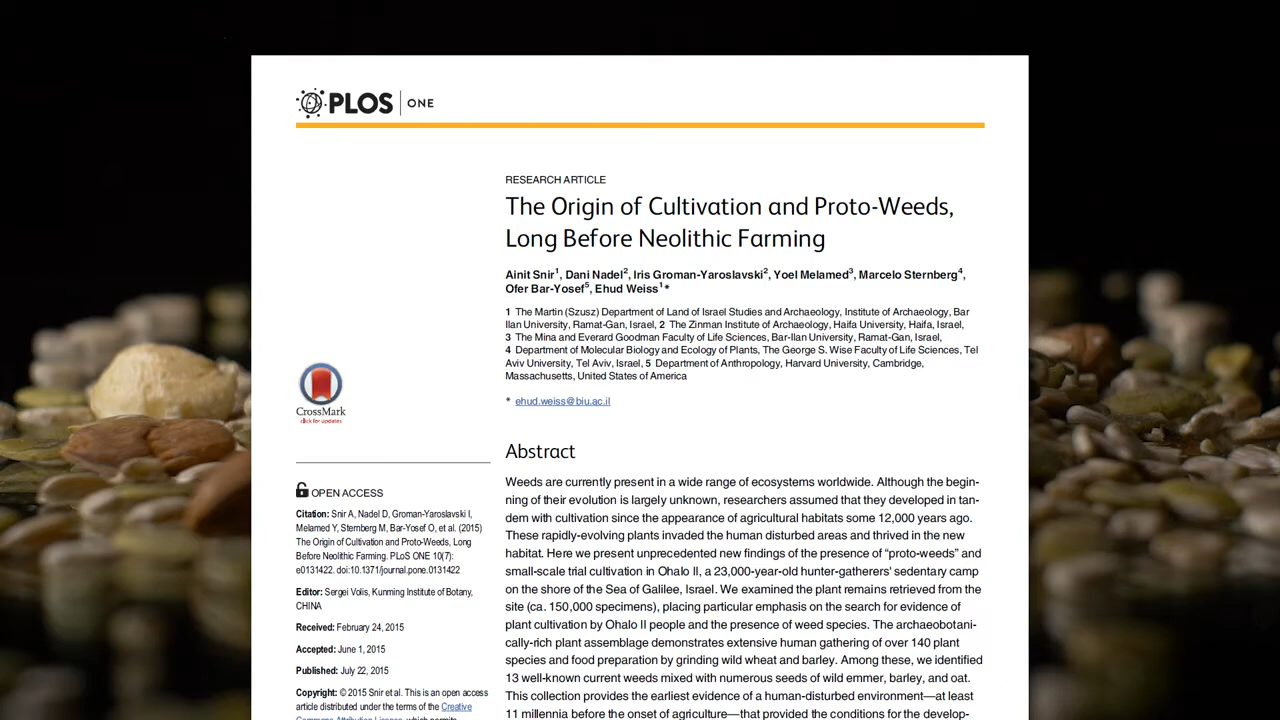 PLOS ONE
RESEARCH ARTICLE
The Origin of Cultivation and Proto-Weeds,
Long Before Neolithic Farming
Ainit Snir1, Dani Nadel2, Iris Groman-Yaroslavski2, Yoel Melamed3, Marcelo Sternberg4,
Ofer Bar-Yosef5, Ehud Weiss1*
1 The Martin (Szusz) Department of Land of Israel Studies and Archaeology, Institute of Archaeology, Bar
Ilan University, Ramat-Gan, Israel, 2 The Zinman Institute of Archaeology, Haifa University, Haifa, Israel,
3 The Mina and Everard Goodman Faculty of Life Sciences, Bar-Ilan University, Ramat-Gan, Israel,
4 Department of Molecular Biology and Ecology of Plants, The George S. Wise Faculty of Life Sciences, Tel
Aviv University, Tel Aviv, Israel, 5 Department of Anthropology, Harvard University, Cambridge,
Massachusetts, United States of America
* ehud.weiss@biu.ac.il
CrossMark
click for updates
OPEN ACCESS
Citation: Snir A, Nadel D, Groman-Yaroslavski I,
Melamed Y, Sternberg M, Bar-Yosef O, et al. (2015)
The Origin of Cultivation and Proto-Weeds, Long
Before Neolithic Farming. PLoS ONE 10(7):
e0131422. doi:10.1371/journal.pone.0131422
Editor: Sergei Volis, Kunming Institute of Botany,
CHINA
Received: February 24, 2015
Accepted: June 1, 2015
Published: July 22, 2015
Copyright: © 2015 Snir et al. This is an open access
article distributed under the terms of the Creative
Commons Attribution License, which permits
Abstract
Weeds are currently present in a wide range of ecosystems worldwide. Although the begin-
ning of their evolution is largely unknown, researchers assumed that they developed in tan-
dem with cultivation since the appearance of agricultural habitats some 12,000 years ago.
These rapidly-evolving plants invaded the human disturbed areas and thrived in the new
habitat. Here we present unprecedented new findings of the presence of “proto-weeds” and
small-scale trial cultivation in Ohalo II, a 23,000-year-old hunter-gatherers' sedentary camp
on the shore of the Sea of Galilee, Israel. We examined the plant remains retrieved from the
site (ca. 150,000 specimens), placing particular emphasis on the search for evidence of
plant cultivation by Ohalo II people and the presence of weed species. The archaeobotani-
cally-rich plant assemblage demonstrates extensive human gathering of over 140 plant
species and food preparation by grinding wild wheat and barley. Among these, we identified
13 well-known current weeds mixed with numerous seeds of wild emmer, barley, and oat.
This collection provides the earliest evidence of a human-disturbed environment—at least
11 millennia before the onset of agriculture—that provided the conditions for the develop-